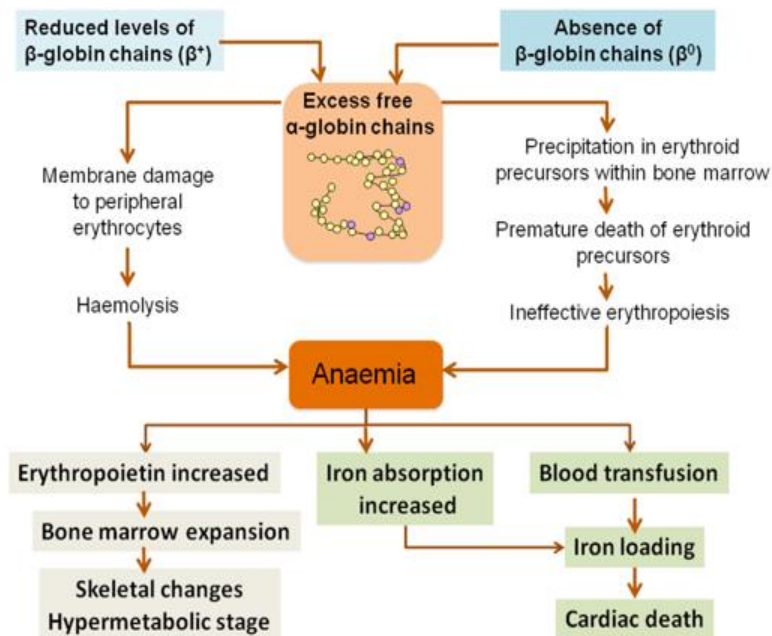 Reduced levels of
β-globin chains (β⁺)
Absence of
β-globin chains (β⁰)
Excess free
α-globin chains
Membrane damage
to peripheral
erythrocytes
Haemolysis
Precipitation in erythroid
precursors within bone marrow
Premature death of erythroid
precursors
Ineffective erythropoiesis
Anaemia
Erythropoietin increased
Bone marrow expansion
Skeletal changes
Hypermetabolic stage
Iron absorption
increased
Blood transfusion
Iron loading
Cardiac death